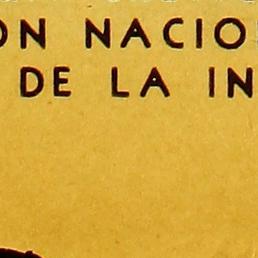 ON NACIO
DE LA IN